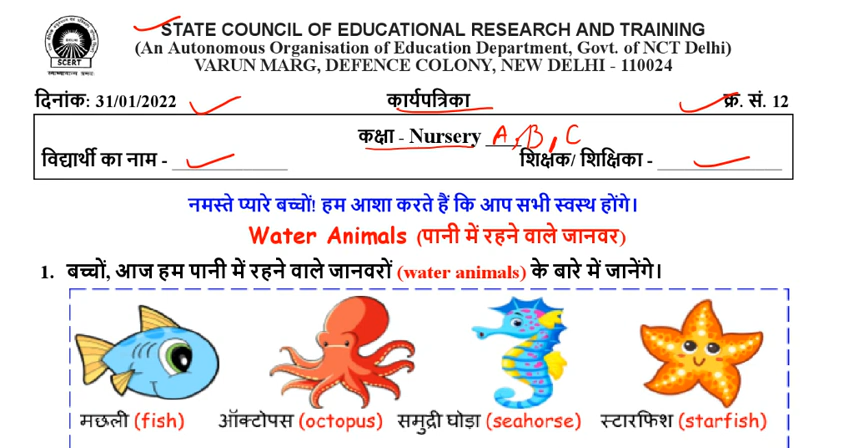 STATE COUNCIL OF EDUCATIONAL RESEARCH AND TRAINING
(An Autonomous Organisation of Education Department, Govt. of NCT Delhi)
VARUN MARG, DEFENCE COLONY, NEW DELHI - 110024
SCERT
दिनांक: 31/01/2022 कार्यपत्रिका क्र. सं. 12
कक्षा - Nursery A, B, C
विद्यार्थी का नाम - शिक्षक/ शिक्षिका -
नमस्ते प्यारे बच्चों! हम आशा करते हैं कि आप सभी स्वस्थ होंगे।
Water Animals (पानी में रहने वाले जानवर)
1. बच्चों, आज हम पानी में रहने वाले जानवरों (water animals) के बारे में जानेंगे।
मछली (fish) ऑक्टोपस (octopus) समुद्री घोड़ा (seahorse) स्टारफिश (starfish)